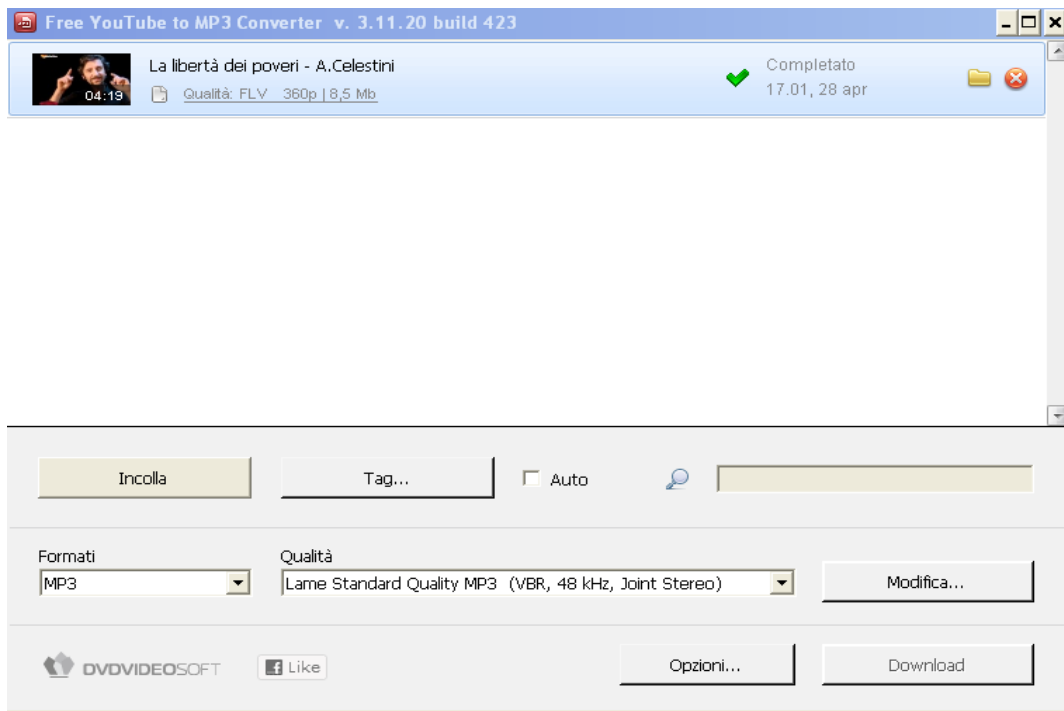 Free YouTube to MP3 Converter v. 3.11.20 build 423
La libertà dei poveri - A.Celestini
04:19
Qualità: FLV 360p | 8,5 Mb
Completato
17.01, 28 apr
Incolla
Tag...
Auto
Formati
Qualità
MP3
Lame Standard Quality MP3 (VBR, 48 kHz, Joint Stereo)
Modifica...
DVDVIDEOSOFT
Like
Opzioni...
Download